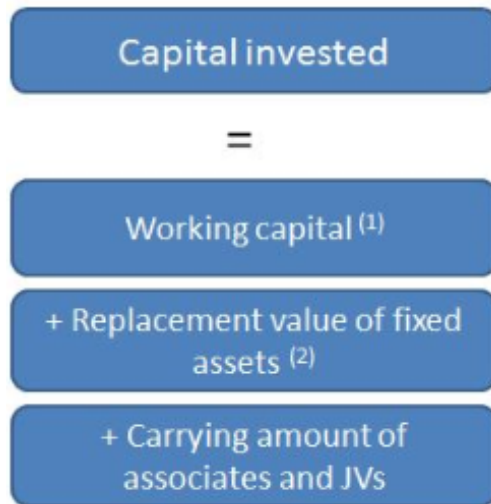 Capital invested
=
Working capital (1)
+ Replacement value of fixed
assets (2)
+ Carrying amount of
associates and JVs